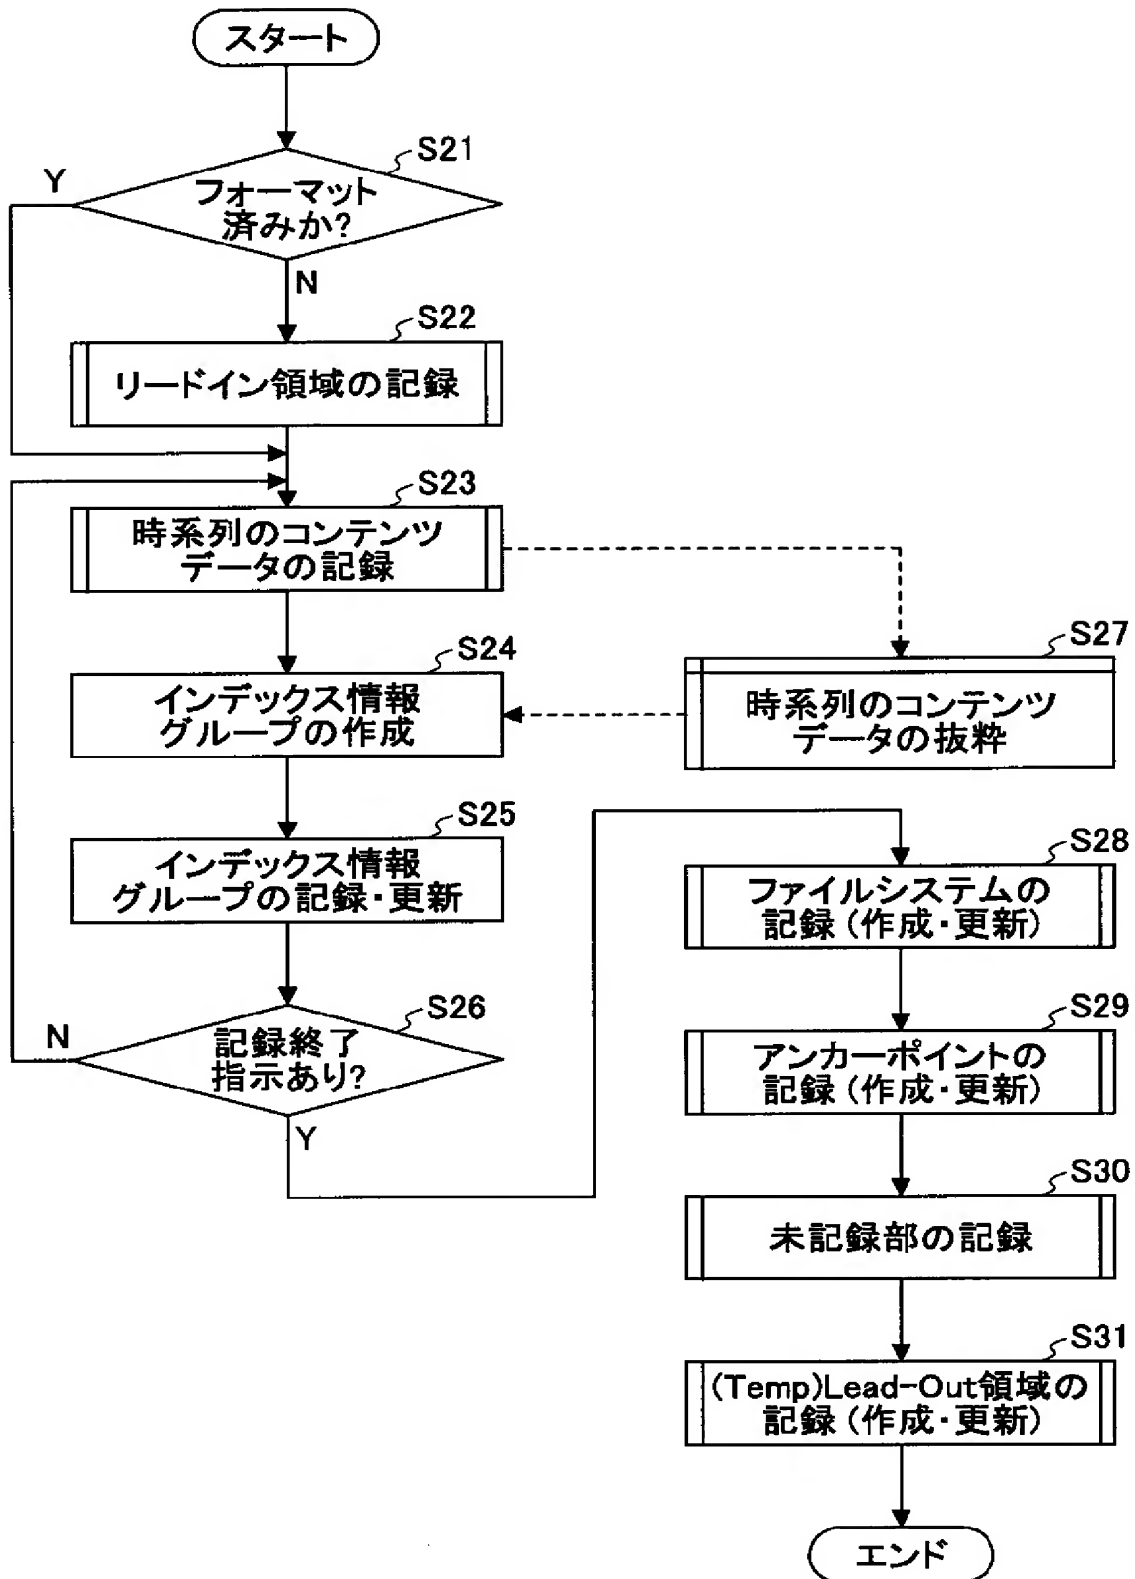 スタート
S21
フォーマット
済みか?
Y
N
S22
リードイン領域の記録
S23
時系列のコンテンツ
データの記録
S24
インデックス情報
グループの作成
S27
時系列のコンテンツ
データの抜粋
S25
インデックス情報
グループの記録・更新
S26
記録終了
指示あり?
N
Y
S28
ファイルシステムの
記録(作成・更新)
S29
アンカーポイントの
記録(作成・更新)
S30
未記録部の記録
S31
(Temp)Lead-Out領域の
記録(作成・更新)
エンド